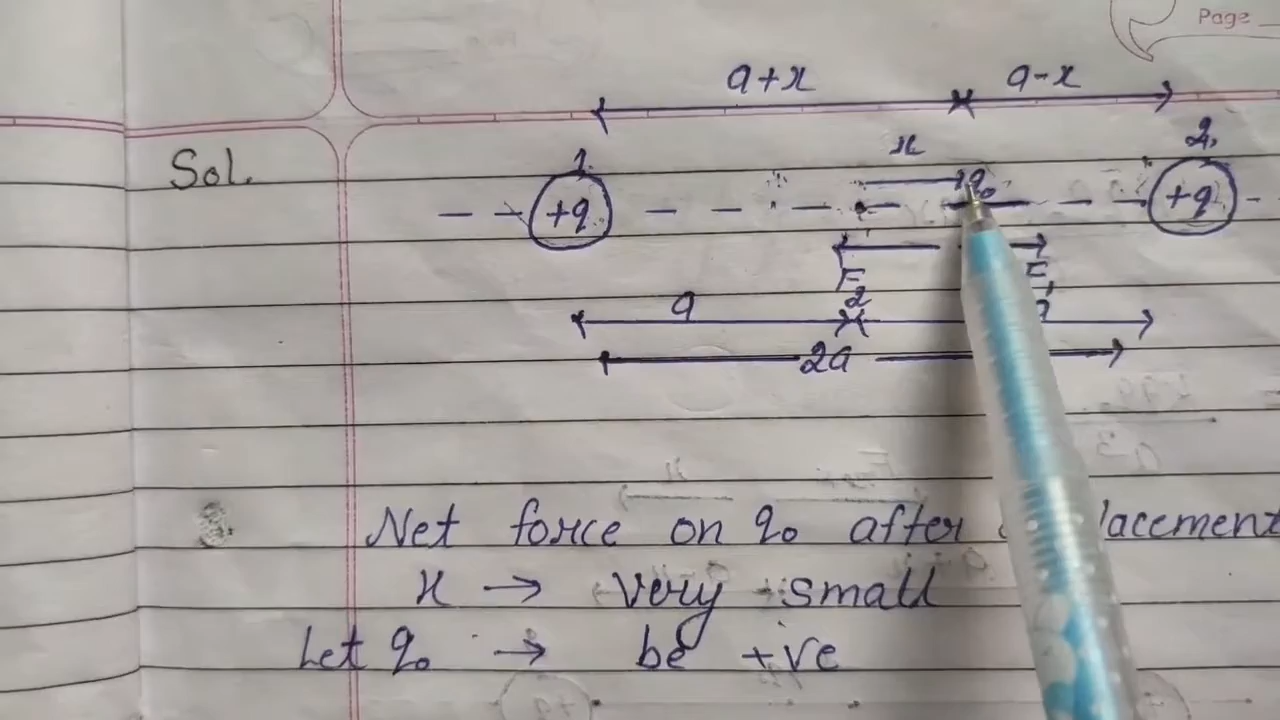 Page
a+x a-x
Sol. 1. x 2.
+q q₀ +q
F₂ F₁
a
2a
Net force on q₀ after
x → very small
Let q₀ → be +ve